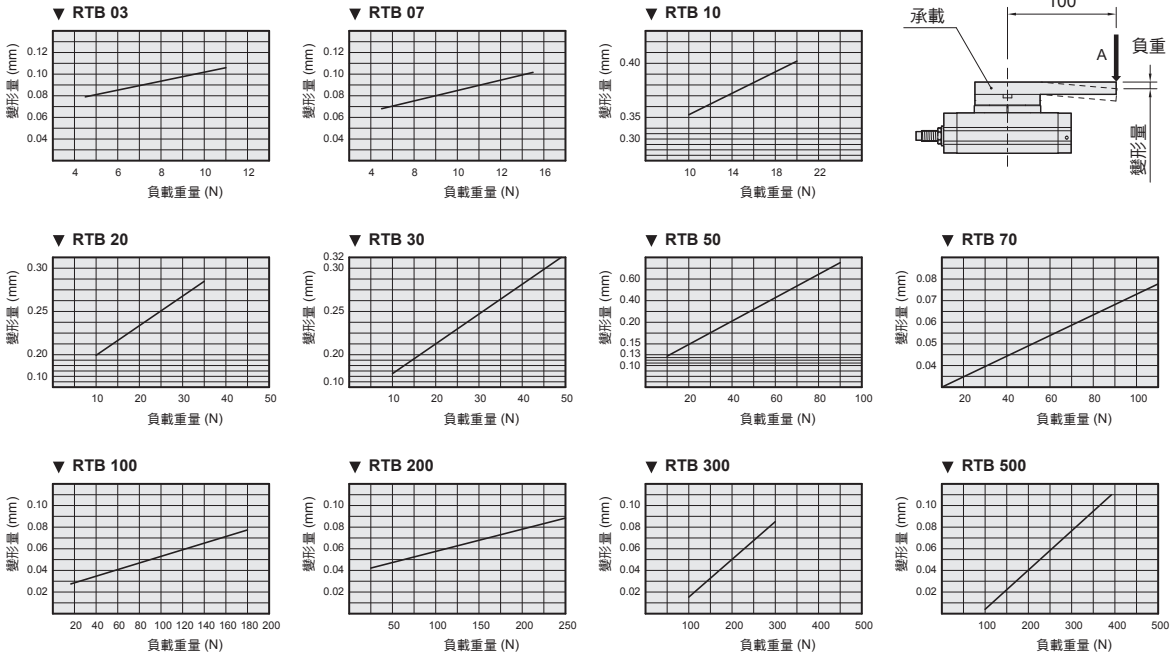 ▼ RTB 03
變形量 (mm)
0.12
0.10
0.08
0.06
0.04
4 6 8 10 12
負載重量 (N)
▼ RTB 07
變形量 (mm)
0.12
0.10
0.08
0.06
0.04
4 6 8 10 12 16
負載重量 (N)
▼ RTB 10
變形量 (mm)
0.40
0.35
0.30
10 14 18 22
負載重量 (N)
100
承載
A
負重
變形量
▼ RTB 20
變形量 (mm)
0.30
0.25
0.20
0.10
10 20 30 40 50
負載重量 (N)
▼ RTB 30
變形量 (mm)
0.32
0.30
0.25
0.20
0.10
10 20 30 40 50
負載重量 (N)
▼ RTB 50
變形量 (mm)
0.60
0.40
0.20
0.15
0.13
0.10
20 40 60 80 100
負載重量 (N)
▼ RTB 70
變形量 (mm)
0.08
0.07
0.06
0.05
0.04
20 40 60 80 100
負載重量 (N)
▼ RTB 100
變形量 (mm)
0.10
0.08
0.06
0.04
0.02
20 40 60 80 100 120 140 160 180 200
負載重量 (N)
▼ RTB 200
變形量 (mm)
0.10
0.08
0.06
0.04
0.02
50 100 150 200 250
負載重量 (N)
▼ RTB 300
變形量 (mm)
0.10
0.08
0.06
0.04
0.02
100 200 300 400 500
負載重量 (N)
▼ RTB 500
變形量 (mm)
0.10
0.08
0.06
0.04
0.02
100 200 300 400 500
負載重量 (N)